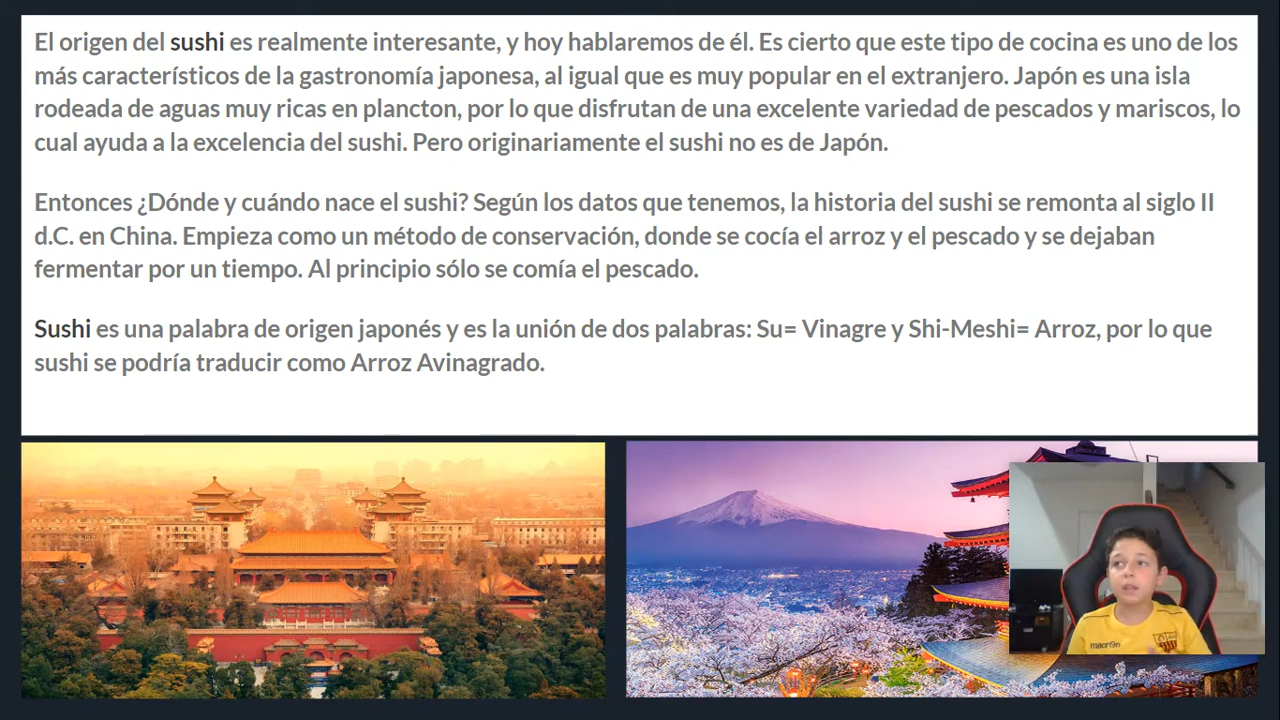 El origen del sushi es realmente interesante, y hoy hablaremos de él. Es cierto que este tipo de cocina es uno de los
más característicos de la gastronomía japonesa, al igual que es muy popular en el extranjero. Japón es una isla
rodeada de aguas muy ricas en plancton, por lo que disfrutan de una excelente variedad de pescados y mariscos, lo
cual ayuda a la excelencia del sushi. Pero originariamente el sushi no es de Japón.
Entonces ¿Dónde y cuándo nace el sushi? Según los datos que tenemos, la historia del sushi se remonta al siglo II
d.C. en China. Empieza como un método de conservación, donde se cocía el arroz y el pescado y se dejaban
fermentar por un tiempo. Al principio sólo se comía el pescado.
Sushi es una palabra de origen japonés y es la unión de dos palabras: Su= Vinagre y Shi-Meshi= Arroz, por lo que
sushi se podría traducir como Arroz Avinagrado.
macron